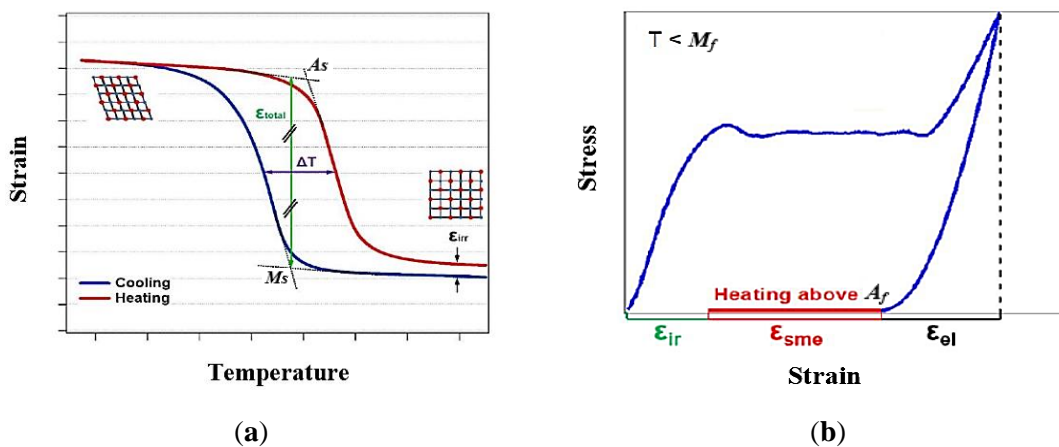 As
εtotal
ΔT
εirr
Ms
Cooling
Heating
Strain
Temperature
(a)
T < Mf
Stress
Heating above Af
εir
εsme
εel
Strain
(b)